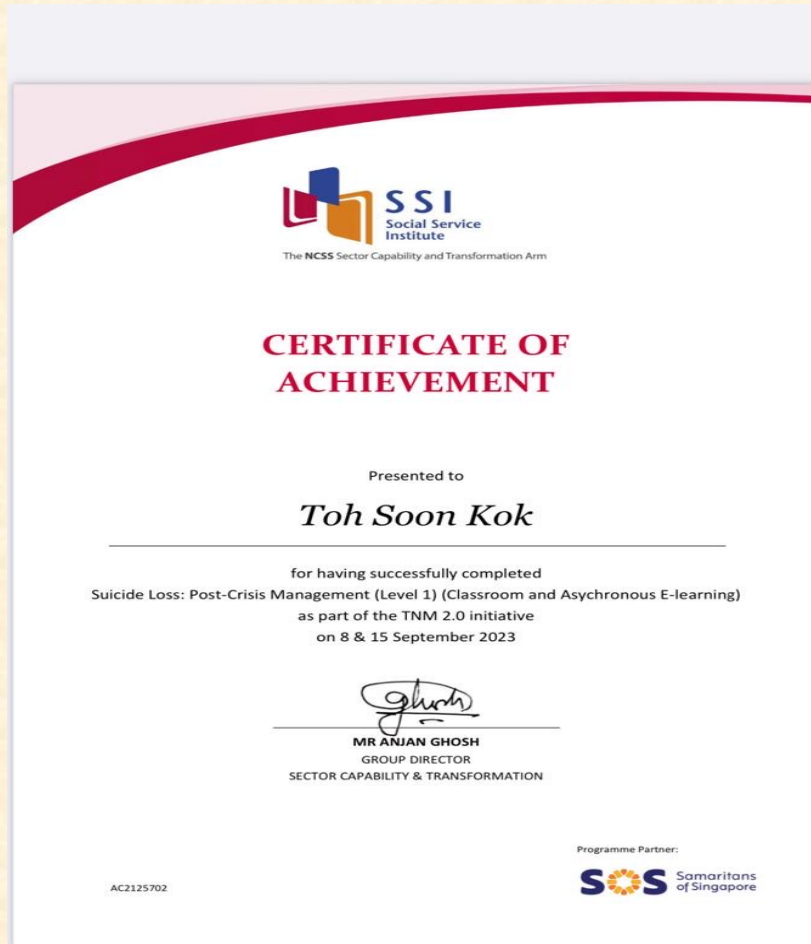 SSI
Social Service
Institute
The NCSS Sector Capability and Transformation Arm
CERTIFICATE OF
ACHIEVEMENT
Presented to
Toh Soon Kok
for having successfully completed
Suicide Loss: Post-Crisis Management (Level 1) (Classroom and Asychronous E-learning)
as part of the TNM 2.0 initiative
on 8 & 15 September 2023
Ghosh
MR ANJAN GHOSH
GROUP DIRECTOR
SECTOR CAPABILITY & TRANSFORMATION
Programme Partner:
SOS Samaritans
of Singapore
AC2125702